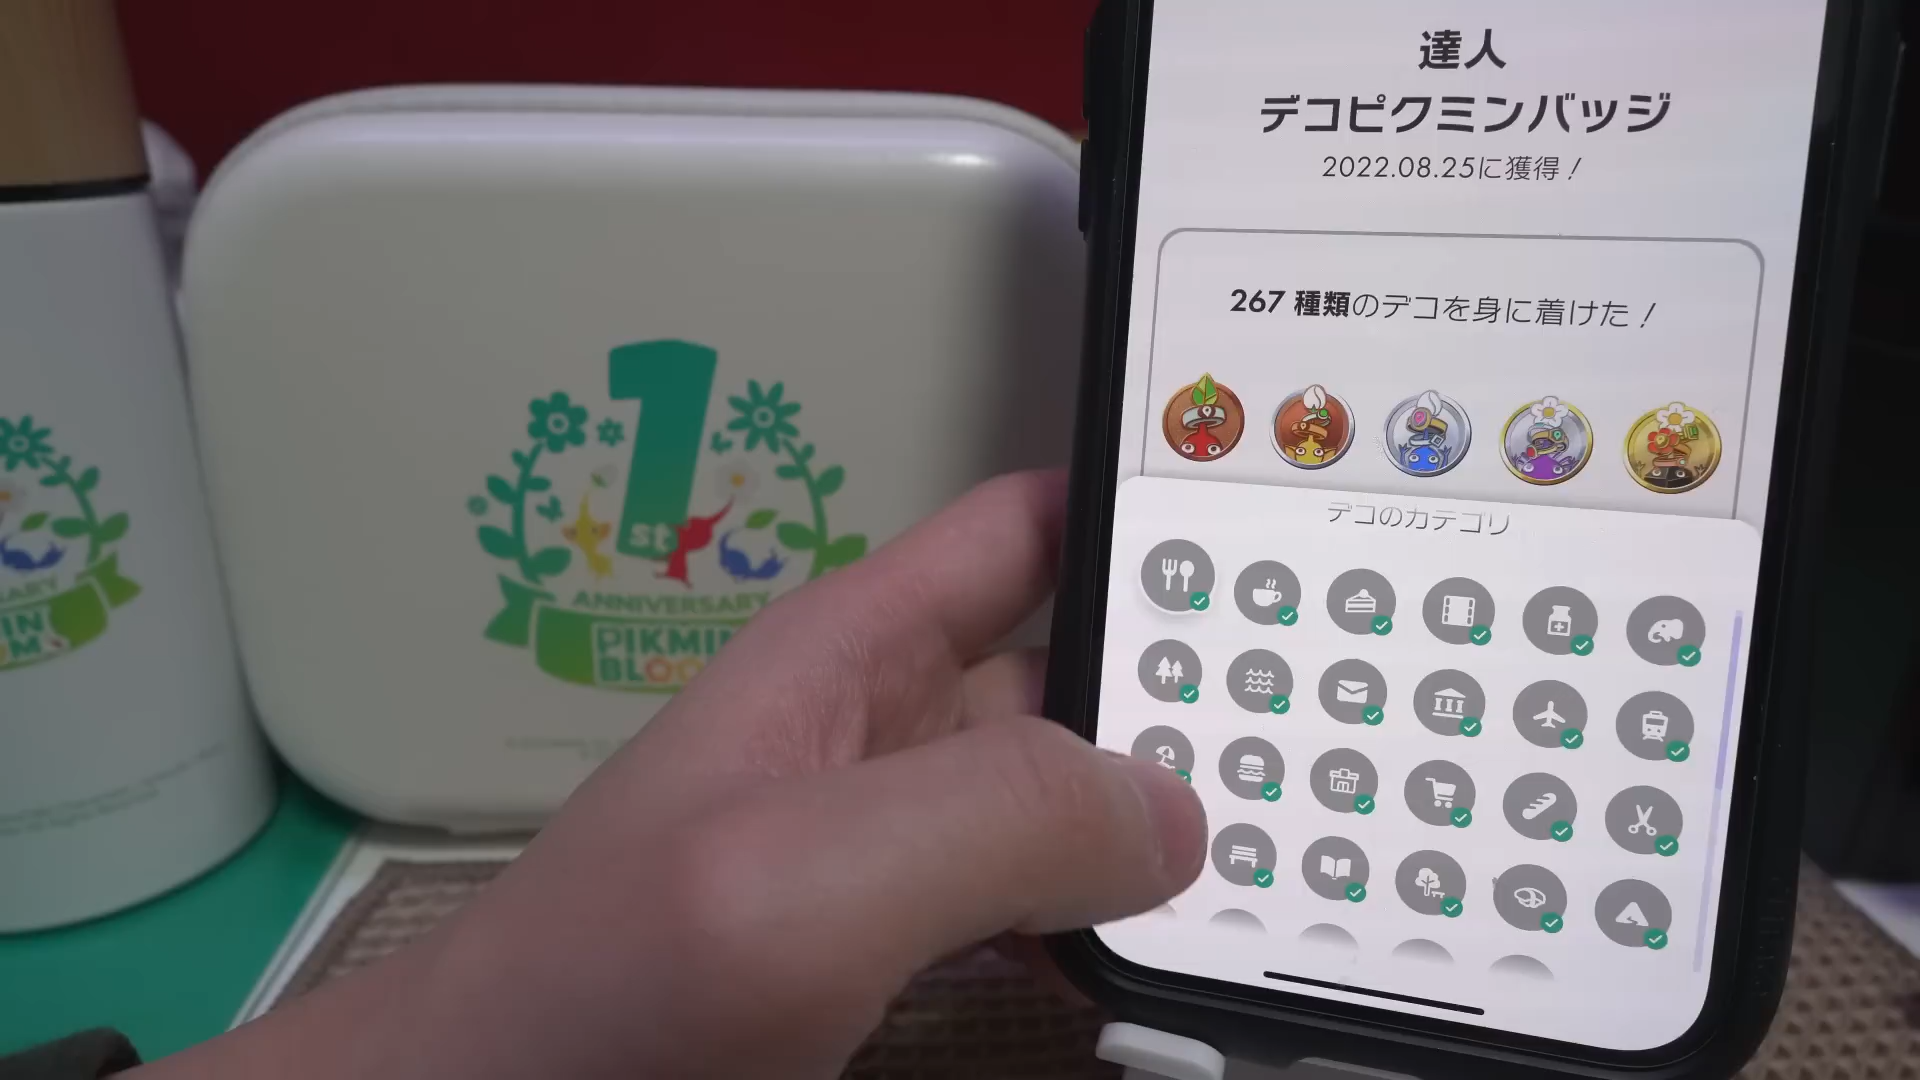 達人
デコピクミンバッジ
2022.08.25に獲得！
267 種類のデコを身に着けた！
デコのカテゴリ
1st
ANNIVERSARY
PIKMIN